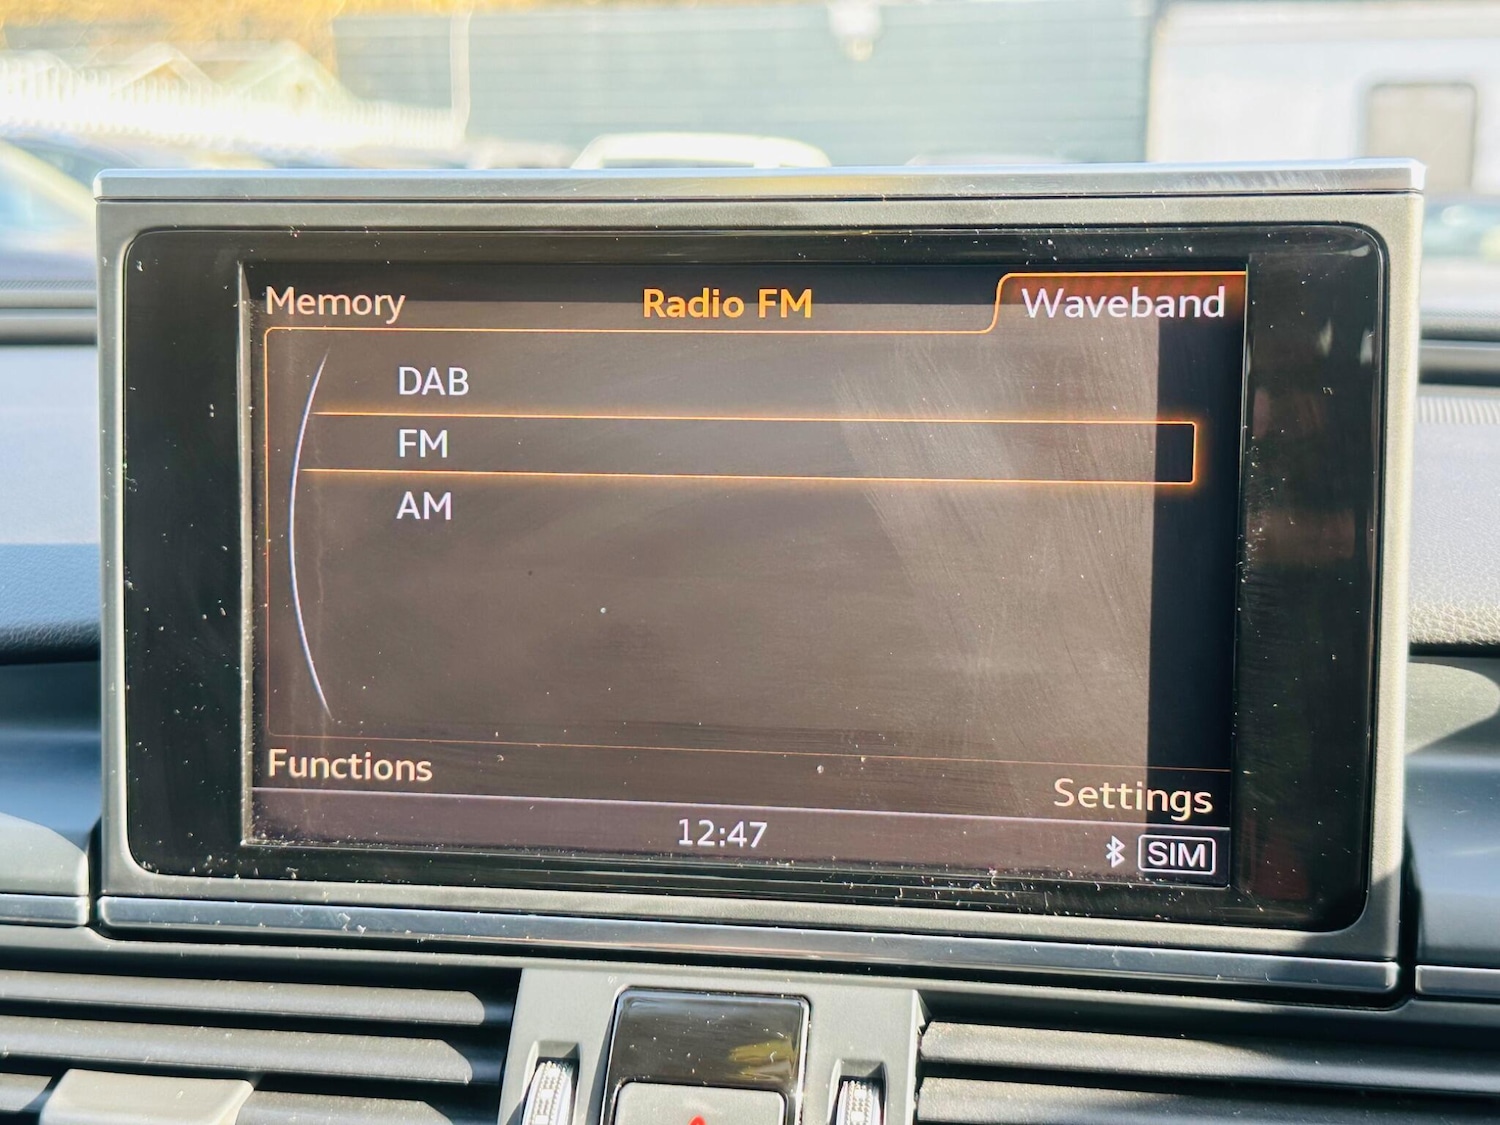 Memory
Radio FM
Waveband
DAB
FM
AM
Functions
Settings
12:47
SIM